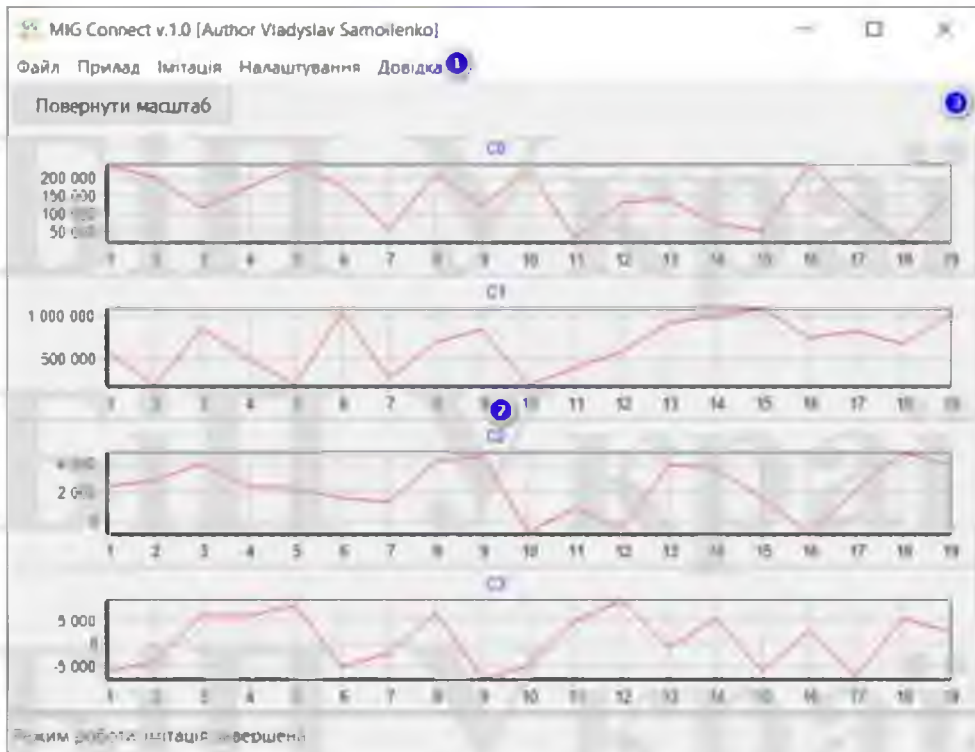 MIG Connect v.1.0 [Author Vladyslav Samoilenko]
Файл Прилад Імітація Налаштування Довідка 1
Повернути масштаб 3
C0
200 000
150 000
100 000
50 000
1 2 3 4 5 6 7 8 9 10 11 12 13 14 15 16 17 18 19
C1
1 000 000
500 000
1 2 3 4 5 6 7 8 9 11 12 13 14 15 16 17 18 19
2
C2
4 000
2 000
0
1 2 3 4 5 6 7 8 9 10 11 12 13 14 15 16 17 18 19
C3
5 000
0
-5 000
1 2 3 4 5 6 7 8 9 10 11 12 13 14 15 16 17 18 19
Режим роботи: імітація завершена